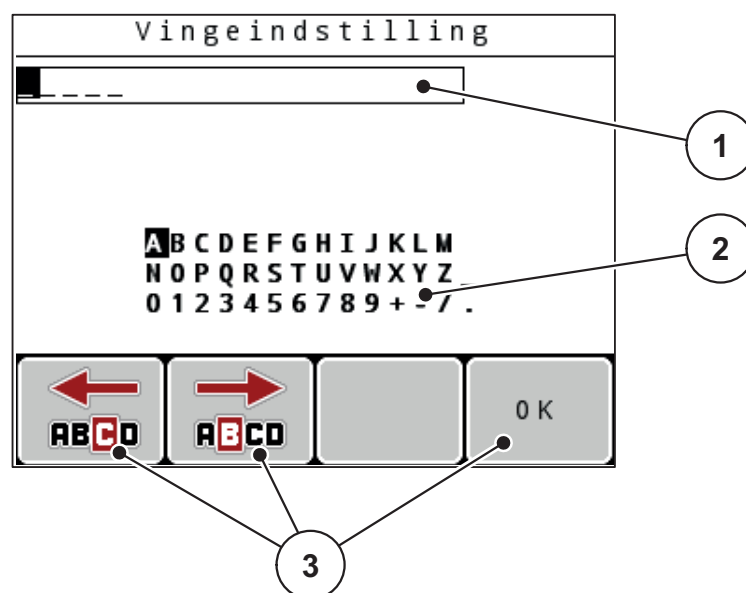 Vingeindstilling
1
ABCDEFGHIJKLM
2
NOPQRSTUVWXYZ_
0123456789+-/.
ABCD
ABCD
OK
3